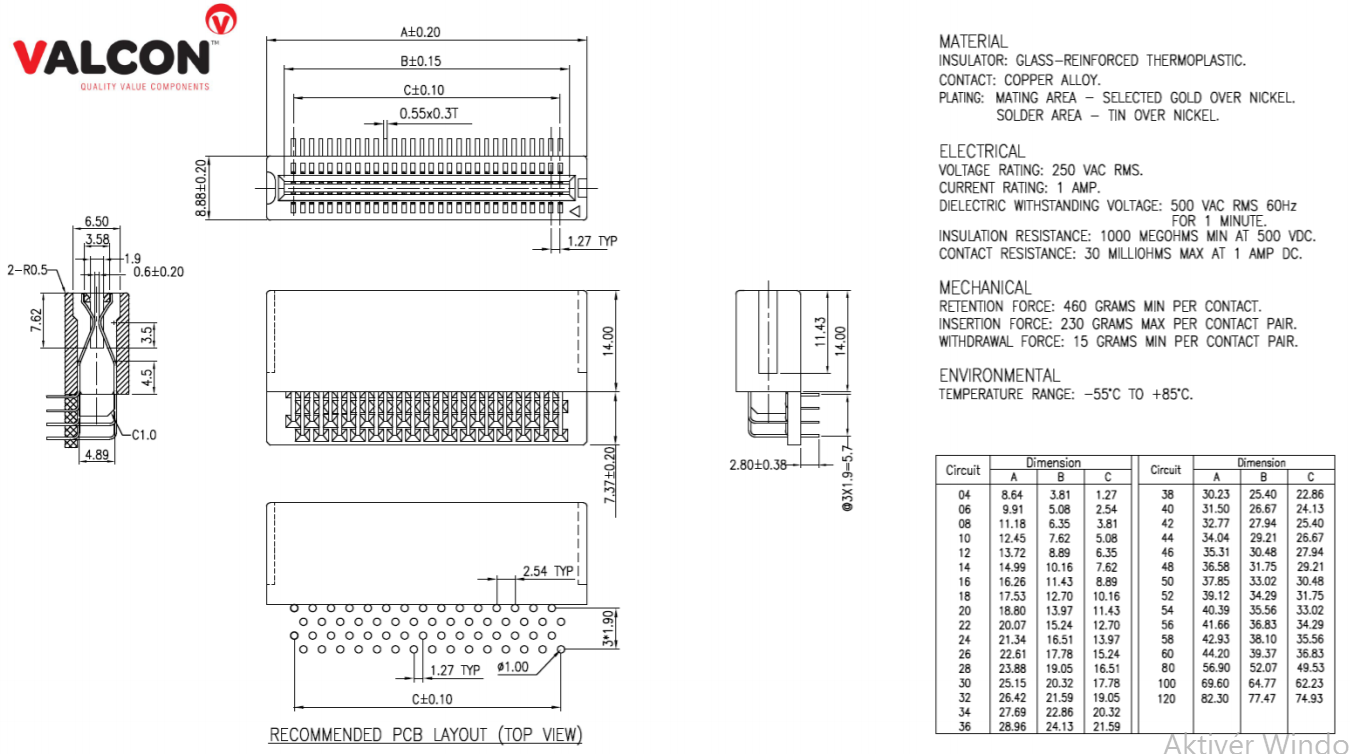 VALCON™
QUALITY VALUE COMPONENTS
A±0.20
B±0.15
C±0.10
0.55x0.3T
8.88±0.20
1.27 TYP
6.50
3.58
1.9
0.6±0.20
2-R0.5
7.62
3.5
4.5
C1.0
4.89
14.00
7.37±0.20
11.43
14.00
2.80±0.38
@3X1.9=5.7
2.54 TYP
3*1.90
1.27 TYP
ø1.00
C±0.10
RECOMMENDED PCB LAYOUT (TOP VIEW)
MATERIAL
INSULATOR: GLASS-REINFORCED THERMOPLASTIC.
CONTACT: COPPER ALLOY.
PLATING: MATING AREA - SELECTED GOLD OVER NICKEL.
SOLDER AREA - TIN OVER NICKEL.
ELECTRICAL
VOLTAGE RATING: 250 VAC RMS.
CURRENT RATING: 1 AMP.
DIELECTRIC WITHSTANDING VOLTAGE: 500 VAC RMS 60Hz
FOR 1 MINUTE.
INSULATION RESISTANCE: 1000 MEGOHMS MIN AT 500 VDC.
CONTACT RESISTANCE: 30 MILLIOHMS MAX AT 1 AMP DC.
MECHANICAL
RETENTION FORCE: 460 GRAMS MIN PER CONTACT.
INSERTION FORCE: 230 GRAMS MAX PER CONTACT PAIR.
WITHDRAWAL FORCE: 15 GRAMS MIN PER CONTACT PAIR.
ENVIRONMENTAL
TEMPERATURE RANGE: -55°C TO +85°C.
Circuit Dimension Circuit Dimension
A B C A B C
04 8.64 3.81 1.27 38 30.23 25.40 22.86
06 9.91 5.08 2.54 40 31.50 26.67 24.13
08 11.18 6.35 3.81 42 32.77 27.94 25.40
10 12.45 7.62 5.08 44 34.04 29.21 26.67
12 13.72 8.89 6.35 46 35.31 30.48 27.94
14 14.99 10.16 7.62 48 36.58 31.75 29.21
16 16.26 11.43 8.89 50 37.85 33.02 30.48
18 17.53 12.70 10.16 52 39.12 34.29 31.75
20 18.80 13.97 11.43 54 40.39 35.56 33.02
22 20.07 15.24 12.70 56 41.66 36.83 34.29
24 21.34 16.51 13.97 58 42.93 38.10 35.56
26 22.61 17.78 15.24 60 44.20 39.37 36.83
28 23.88 19.05 16.51 80 56.90 52.07 49.53
30 25.15 20.32 17.78 100 69.60 64.77 62.23
32 26.42 21.59 19.05 120 82.30 77.47 74.93
34 27.69 22.86 20.32
36 28.96 24.13 21.59
Aktivér Windo